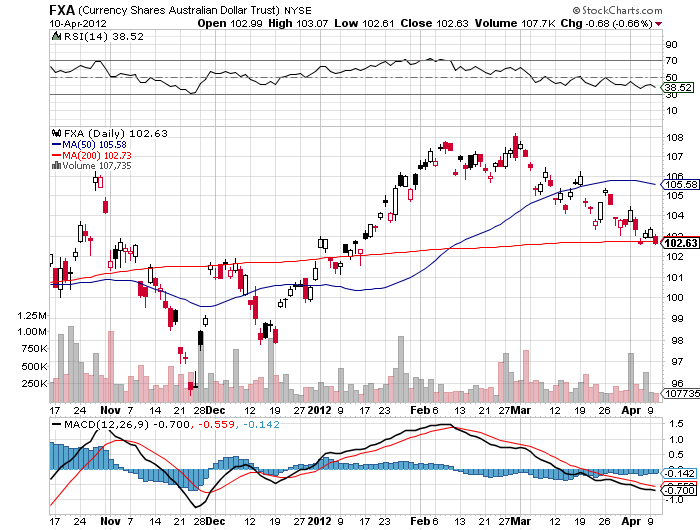 FXA (Currency Shares Australian Dollar Trust) NYSE © StockCharts.com
10-Apr-2012 Open 102.99 High 103.07 Low 102.61 Close 102.63 Volume 107.7K Chg -0.68 (-0.66%)
RSI(14) 38.52
90
70
50
38.52
30
10
FXA (Daily) 102.63
MA(50) 105.58
MA(200) 102.73
Volume 107,735
108
107
106
105.58
105
104
103
102.63
102
101
100
99
98
97
96
1.25M
1.00M
750K
500K
250K
107735
17 24 Nov 7 14 21 28 Dec 12 19 27 2012 9 17 23 Feb 6 13 21 27 Mar 12 19 26 Apr 9
MACD(12,26,9) -0.700, -0.559, -0.142
1.5
1.0
0.5
0.0
-0.142
-0.700
-1.0
17 24 Nov 7 14 21 28 Dec 12 19 27 2012 9 17 23 Feb 6 13 21 27 Mar 12 19 26 Apr 9